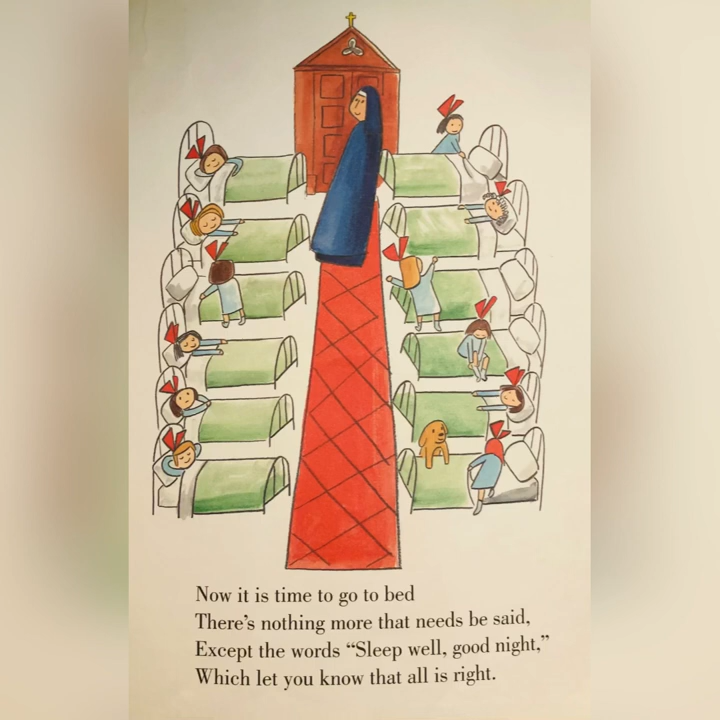 Now it is time to go to bed
There's nothing more that needs be said,
Except the words “Sleep well, good night,”
Which let you know that all is right.